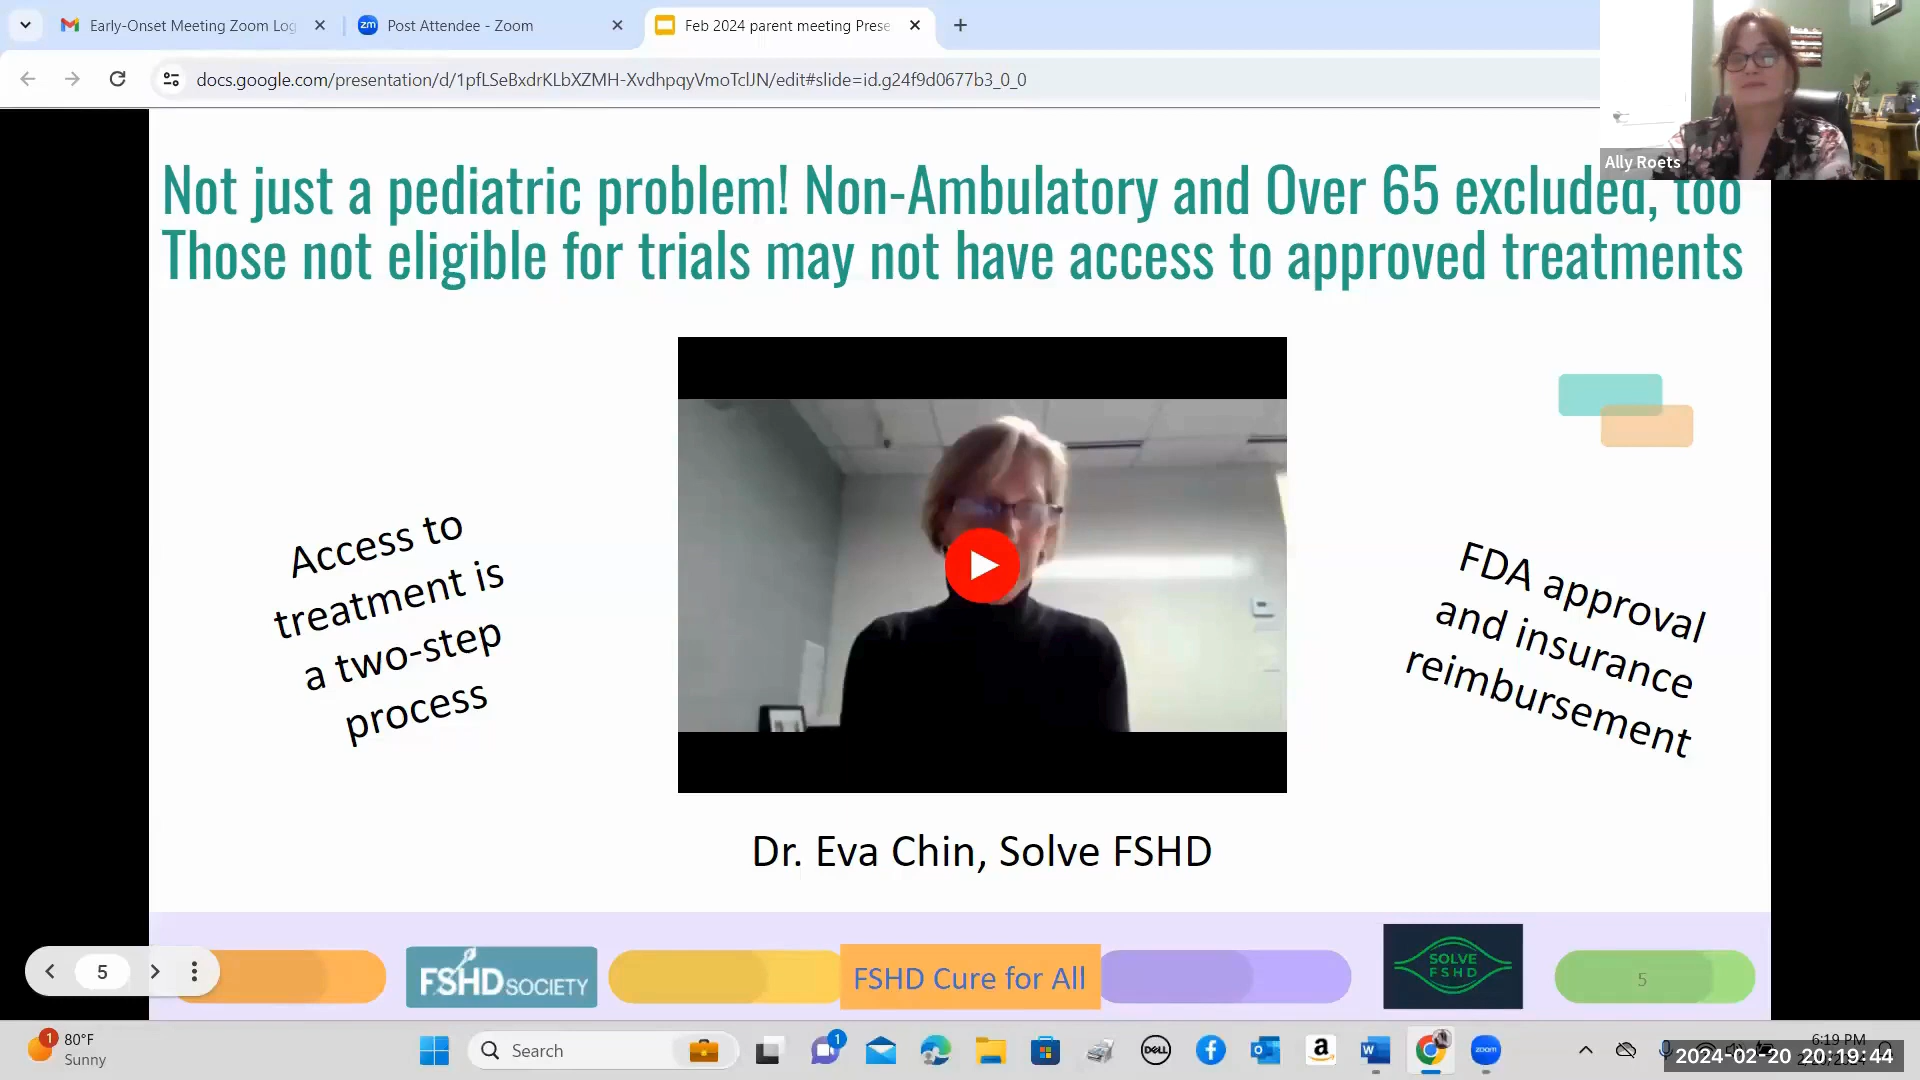 Early-Onset Meeting Zoom Log
Post Attendee - Zoom
Feb 2024 parent meeting Prese
docs.google.com/presentation/d/1pfLSeBxdrKLbXZMH-XvdhpqyVmoTclJN/edit#slide=id.g24f9d0677b3_0_0
Ally Roets
Not just a pediatric problem! Non-Ambulatory and Over 65 excluded, too
Those not eligible for trials may not have access to approved treatments
Access to
treatment is
a two-step
process
FDA approval
and insurance
reimbursement
Dr. Eva Chin, Solve FSHD
5
FSHD SOCIETY
FSHD Cure for All
SOLVE
FSHD
5
1
80°F
Sunny
Search
1
DELL
zoom
6:19 PM
2024-02-20 20:19:44